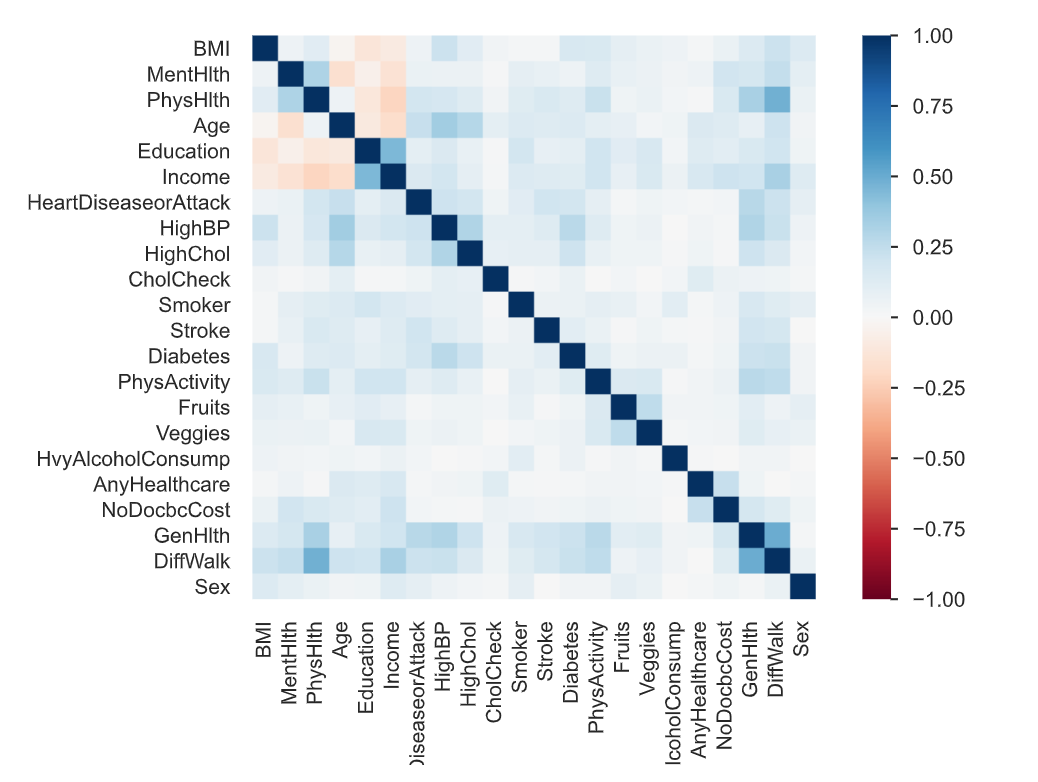 BMI
MentHlth
PhysHlth
Age
Education
Income
HeartDiseaseorAttack
HighBP
HighChol
CholCheck
Smoker
Stroke
Diabetes
PhysActivity
Fruits
Veggies
HvyAlcoholConsump
AnyHealthcare
NoDocbcCost
GenHlth
DiffWalk
Sex
1.00
0.75
0.50
0.25
0.00
−0.25
−0.50
−0.75
−1.00
BMI
MentHlth
PhysHlth
Age
Education
Income
DiseaseorAttack
HighBP
HighChol
CholCheck
Smoker
Stroke
Diabetes
PhysActivity
Fruits
Veggies
lcoholConsump
AnyHealthcare
NoDocbcCost
GenHlth
DiffWalk
Sex